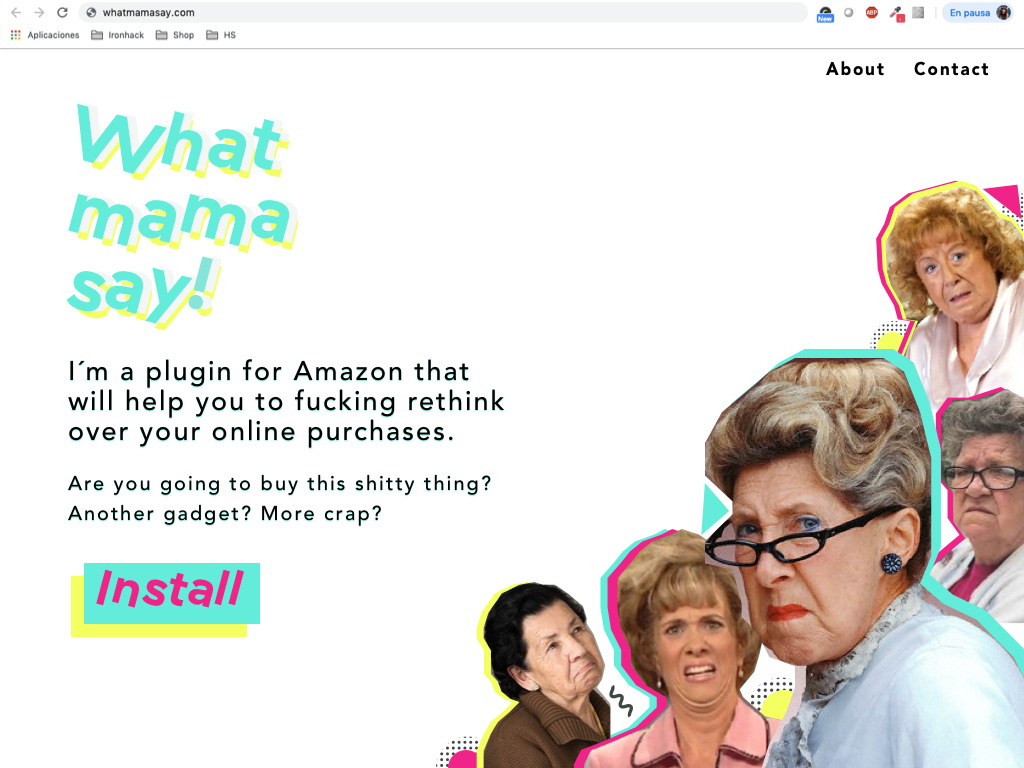 whatmamasay.com
New
ABP
En pausa
Aplicaciones
Ironhack
Shop
HS
About
Contact
What
mama
say!
I´m a plugin for Amazon that
will help you to fucking rethink
over your online purchases.
Are you going to buy this shitty thing?
Another gadget? More crap?
Install